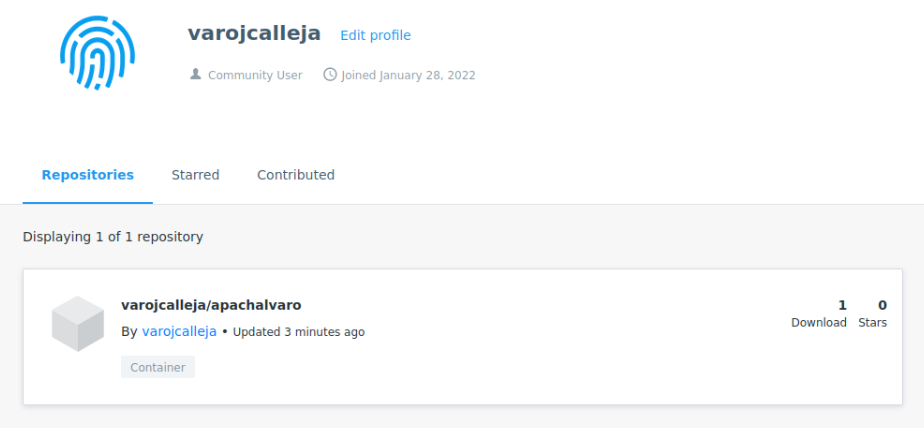 varojcalleja Edit profile
Community User Joined January 28, 2022
Repositories Starred Contributed
Displaying 1 of 1 repository
varojcalleja/apachalvaro 1 0
By varojcalleja • Updated 3 minutes ago Download Stars
Container